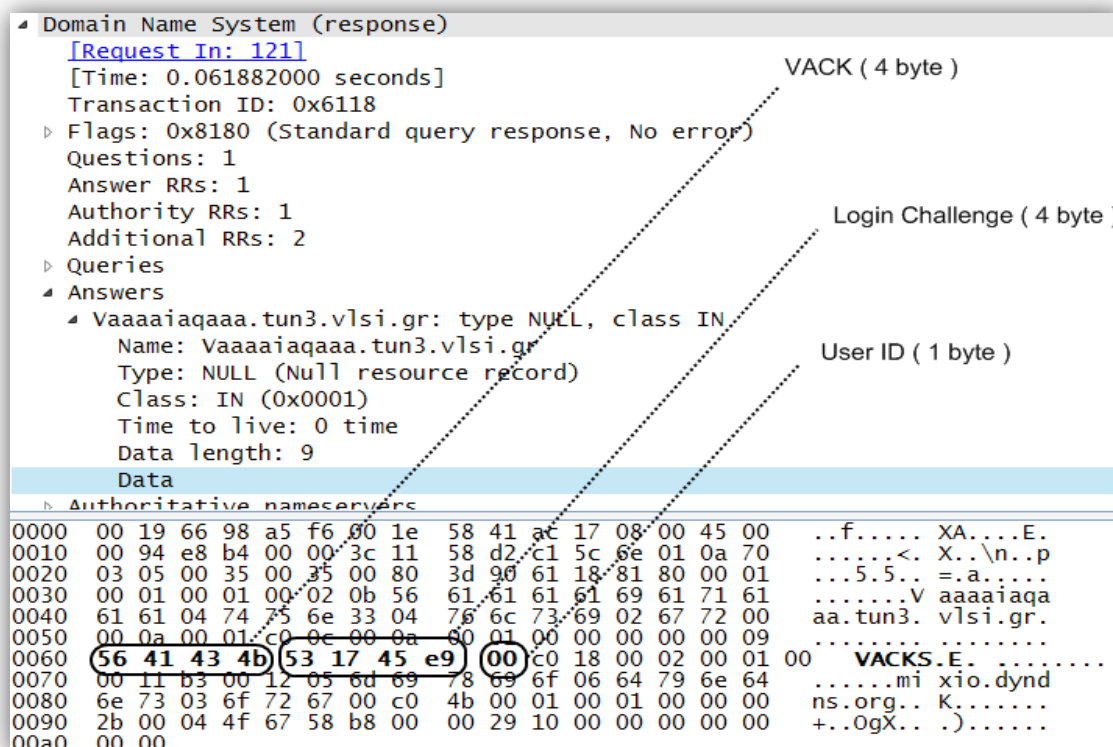 Domain Name System (response)
[Request In: 121]
[Time: 0.061882000 seconds]
Transaction ID: 0x6118
Flags: 0x8180 (Standard query response, No error)
Questions: 1
Answer RRs: 1
Authority RRs: 1
Additional RRs: 2
Queries
Answers
Vaaaaiaqaaa.tun3.vlsi.gr: type NULL, class IN
Name: Vaaaaiaqaaa.tun3.vlsi.gr
Type: NULL (Null resource record)
Class: IN (0x0001)
Time to live: 0 time
Data length: 9
Data
Authoritative nameservers
VACK ( 4 byte )
Login Challenge ( 4 byte )
User ID ( 1 byte )
0000 00 19 66 98 a5 f6 00 1e 58 41 ac 17 08 00 45 00 ..f..... XA....E.
0010 00 94 e8 b4 00 00 3c 11 58 d2 c1 5c 6e 01 0a 70 ......<. X..\n..p
0020 03 05 00 35 00 35 00 80 3d 90 61 18 81 80 00 01 ...5.5.. =.a.....
0030 00 01 00 01 00 02 0b 56 61 61 61 61 69 61 71 61 .......V aaaaiaqa
0040 61 61 04 74 75 6e 33 04 76 6c 73 69 02 67 72 00 aa.tun3. vlsi.gr.
0050 00 0a 00 01 c0 0c 00 0a 00 01 00 00 00 00 00 09 ........ ........
0060 56 41 43 4b 53 17 45 e9 00 c0 18 00 02 00 01 00 VACKS.E. ........
0070 00 11 b3 00 12 05 6d 69 78 69 6f 06 64 79 6e 64 ......mi xio.dynd
0080 6e 73 03 6f 72 67 00 c0 4b 00 01 00 01 00 00 00 ns.org.. K.......
0090 2b 00 04 4f 67 58 b8 00 00 29 10 00 00 00 00 00 +..OgX.. .)......
00a0 00 00